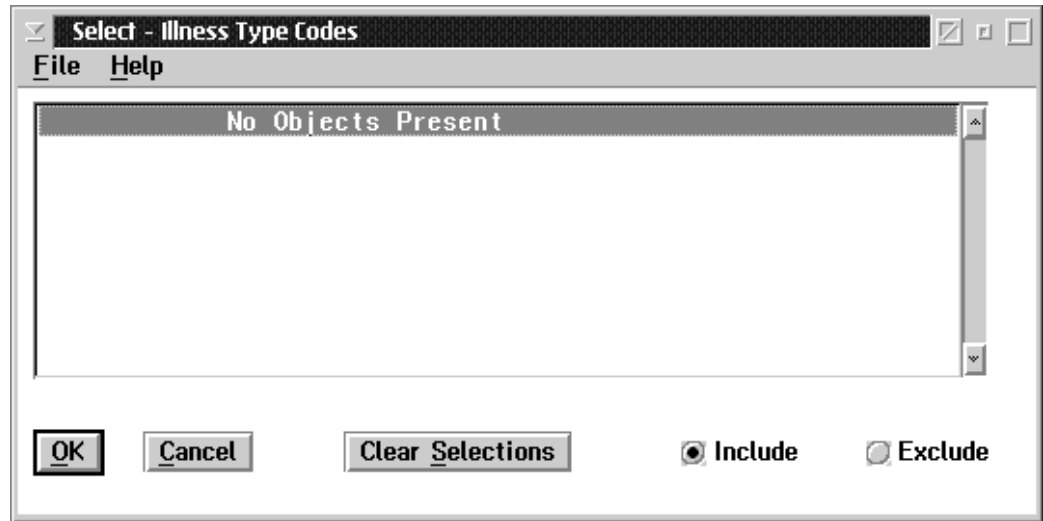 Select - Illness Type Codes
File Help
No Objects Present
OK Cancel Clear Selections Include Exclude